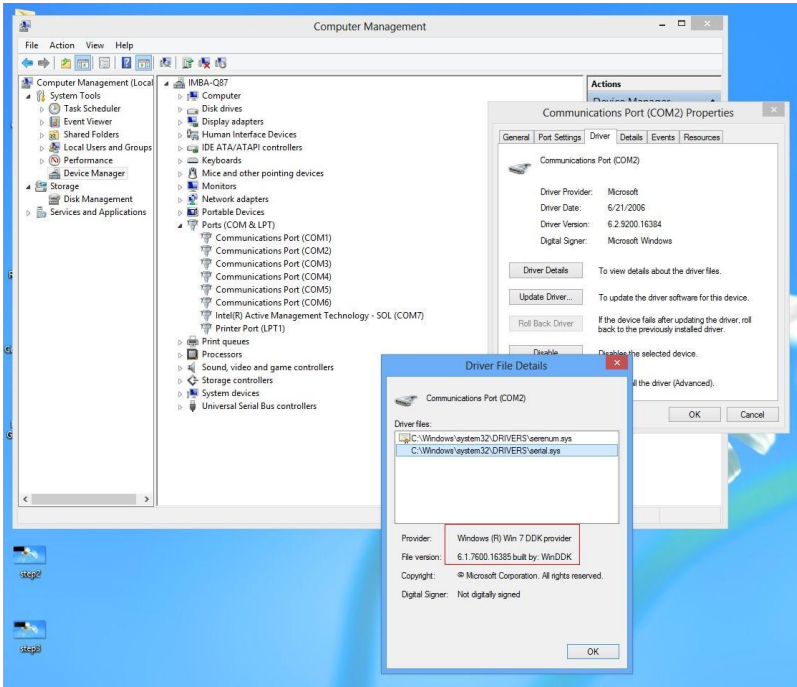 Computer Management
File Action View Help
Computer Management (Local
System Tools
Task Scheduler
Event Viewer
Shared Folders
Local Users and Groups
Performance
Device Manager
Storage
Disk Management
Services and Applications
IMBA-Q87
Computer
Disk drives
Display adapters
Human Interface Devices
IDE ATA/ATAPI controllers
Keyboards
Mice and other pointing devices
Monitors
Network adapters
Portable Devices
Ports (COM & LPT)
Communications Port (COM1)
Communications Port (COM2)
Communications Port (COM3)
Communications Port (COM4)
Communications Port (COM5)
Communications Port (COM6)
Intel(R) Active Management Technology - SOL (COM7)
Printer Port (LPT1)
Print queues
Processors
Sound, video and game controllers
Storage controllers
System devices
Universal Serial Bus controllers
Actions
Device Manager
Communications Port (COM2) Properties
General Port Settings Driver Details Events Resources
Communications Port (COM2)
Driver Provider: Microsoft
Driver Date: 6/21/2006
Driver Version: 6.2.9200.16384
Digital Signer: Microsoft Windows
Driver Details To view details about the driver files.
Update Driver... To update the driver software for this device.
Roll Back Driver If the device fails after updating the driver, roll
back to the previously installed driver.
Disable Disables the selected device.
the driver (Advanced).
OK Cancel
Driver File Details
Communications Port (COM2)
Driver files:
C:\Windows\system32\DRIVERS\serenum.sys
C:\Windows\system32\DRIVERS\serial.sys
Provider: Windows (R) Win 7 DDK provider
File version: 6.1.7600.16385 built by: WinDDK
Copyright: © Microsoft Corporation. All rights reserved.
Digital Signer: Not digitally signed
OK
step2
step3